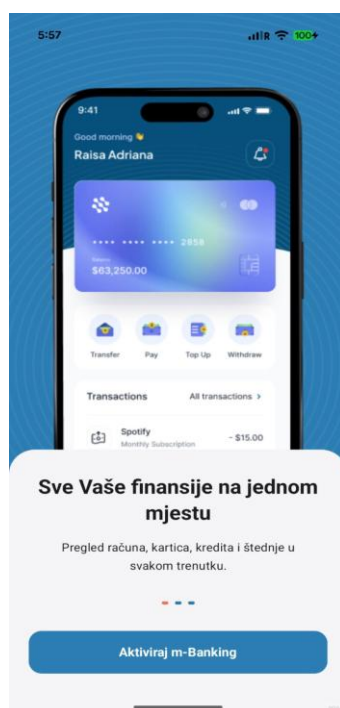 5:57
R 100
9:41
Good morning 👋
Raisa Adriana
•••• •••• •••• 2858
Balance
$63,250.00
Transfer Pay Top Up Withdraw
Transactions All transactions >
Spotify
- $15.00
Monthly Subscription
Sve Vaše finansije na jednom
mjestu
Pregled računa, kartica, kredita i štednje u
svakom trenutku.
Aktiviraj m-Banking